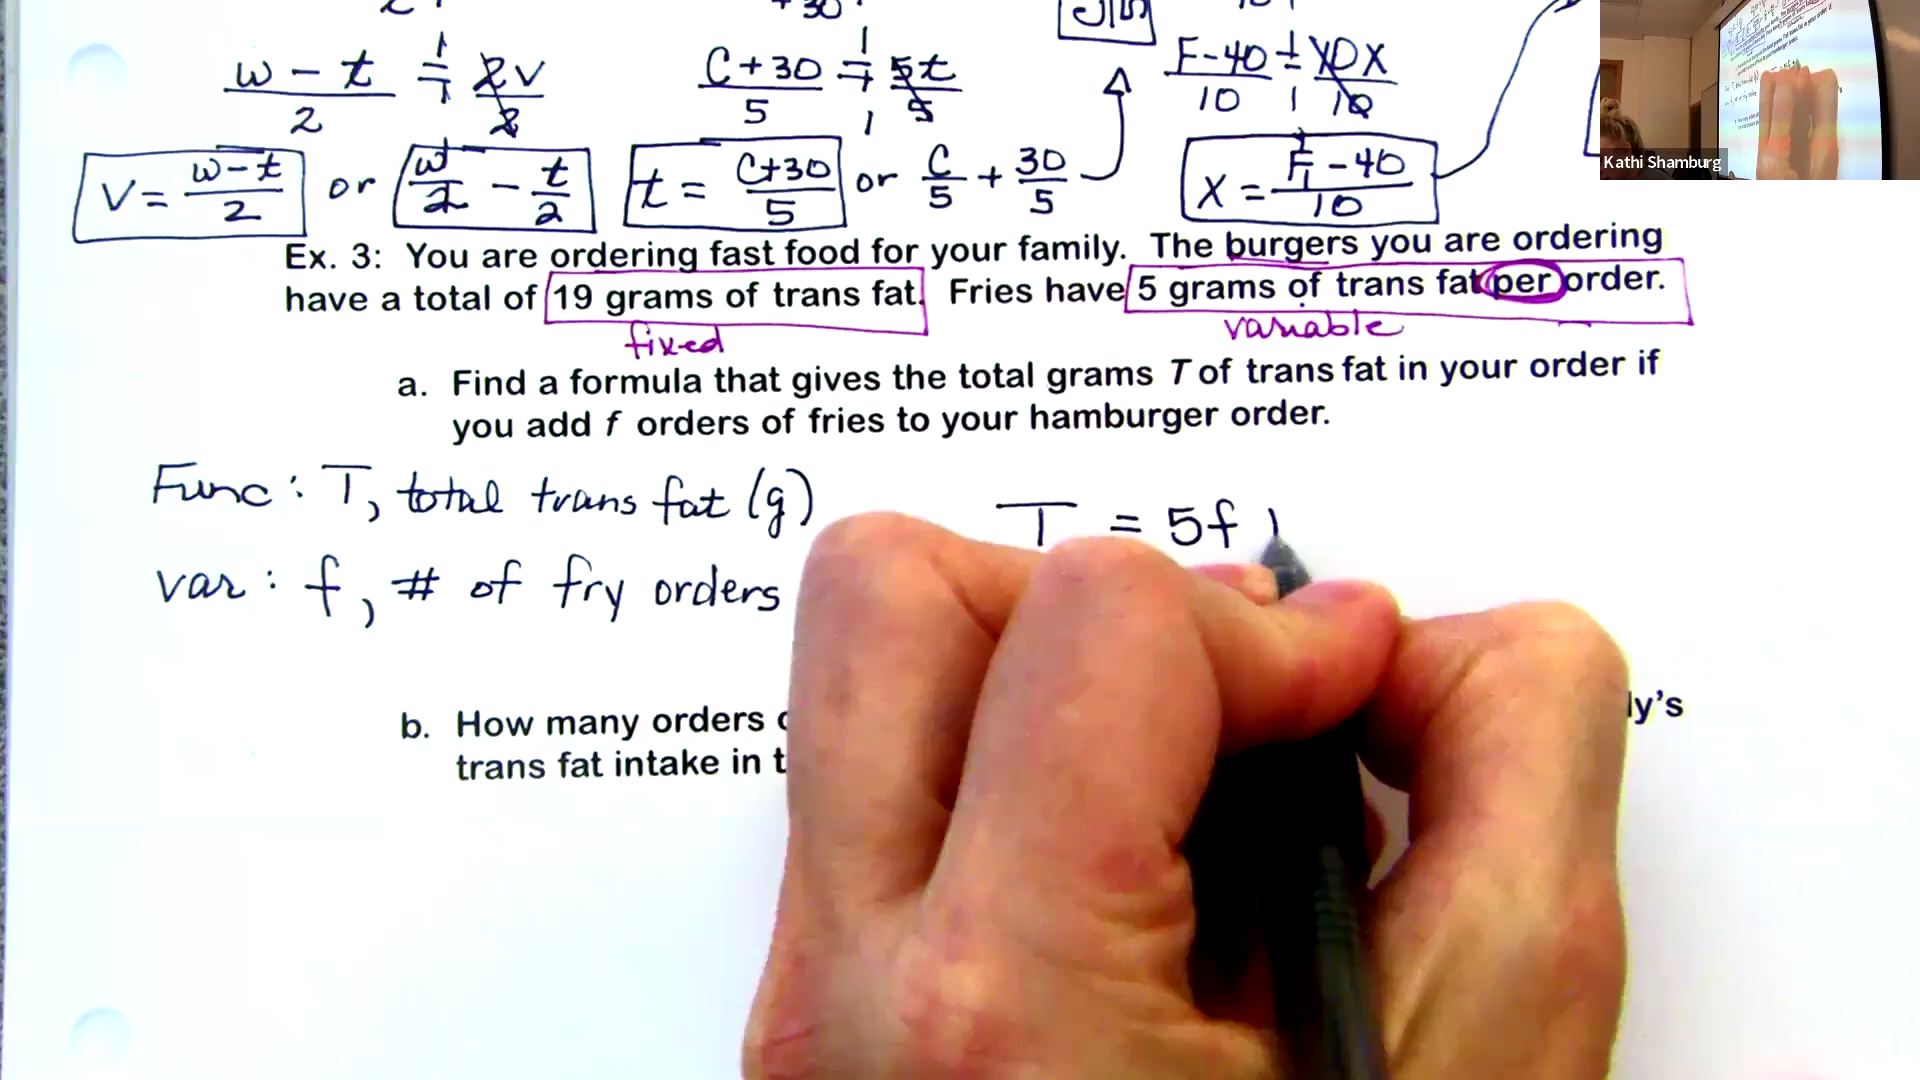 +30
w - t = 2v
2 2
C+30 = 5t
5 5
1 1
F-40 = 10X
10 1 10
V = w-t or w - t
2 2 2
t = C+30 or C + 30
5 5 5
X = F - 40
10
Ex. 3: You are ordering fast food for your family. The burgers you are ordering
have a total of 19 grams of trans fat. Fries have 5 grams of trans fat per order.
fixed variable
a. Find a formula that gives the total grams T of trans fat in your order if
you add f orders of fries to your hamburger order.
Func : T, total trans fat (g)
T = 5f
var : f, # of fry orders
b. How many orders ly's
trans fat intake in t
Kathi Shamburg